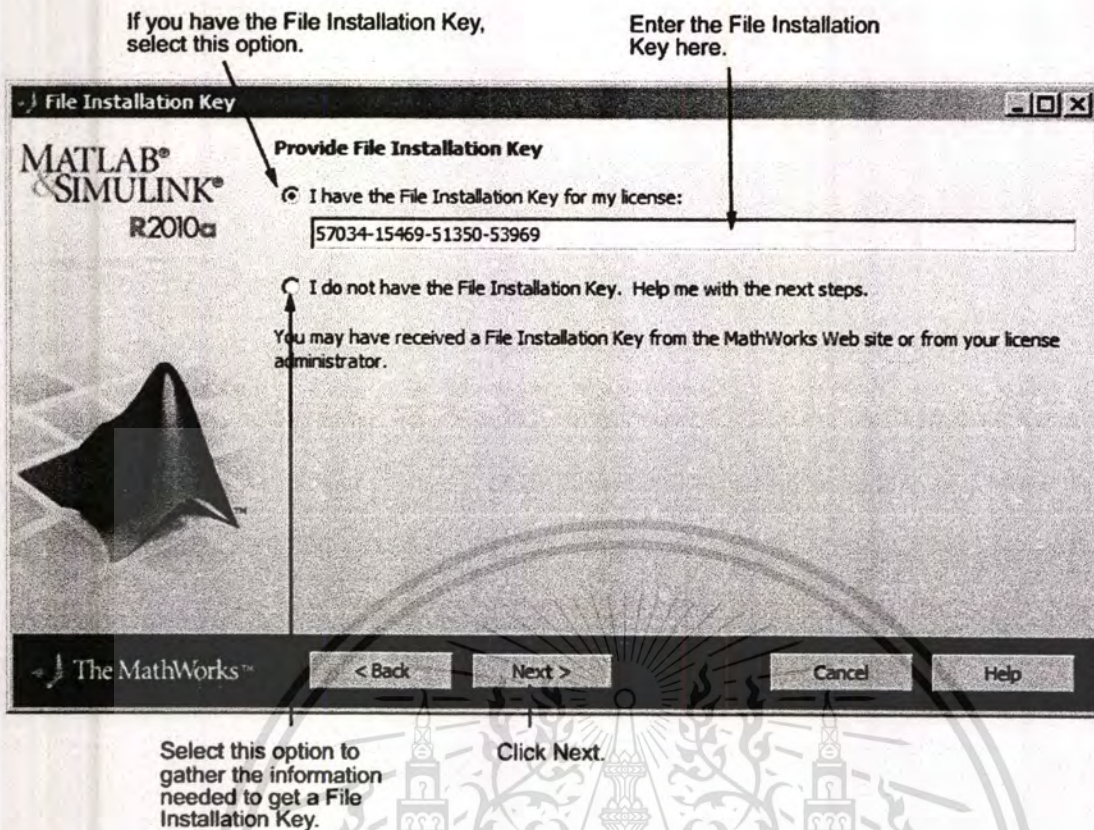 If you have the File Installation Key,
select this option.
Enter the File Installation
Key here.
File Installation Key
MATLAB®
&SIMULINK®
R2010a
Provide File Installation Key
I have the File Installation Key for my license:
57034-15469-51350-53969
I do not have the File Installation Key. Help me with the next steps.
You may have received a File Installation Key from the MathWorks Web site or from your license
administrator.
TM
The MathWorks™
< Back
Next >
Cancel
Help
Select this option to
gather the information
needed to get a File
Installation Key.
Click Next.